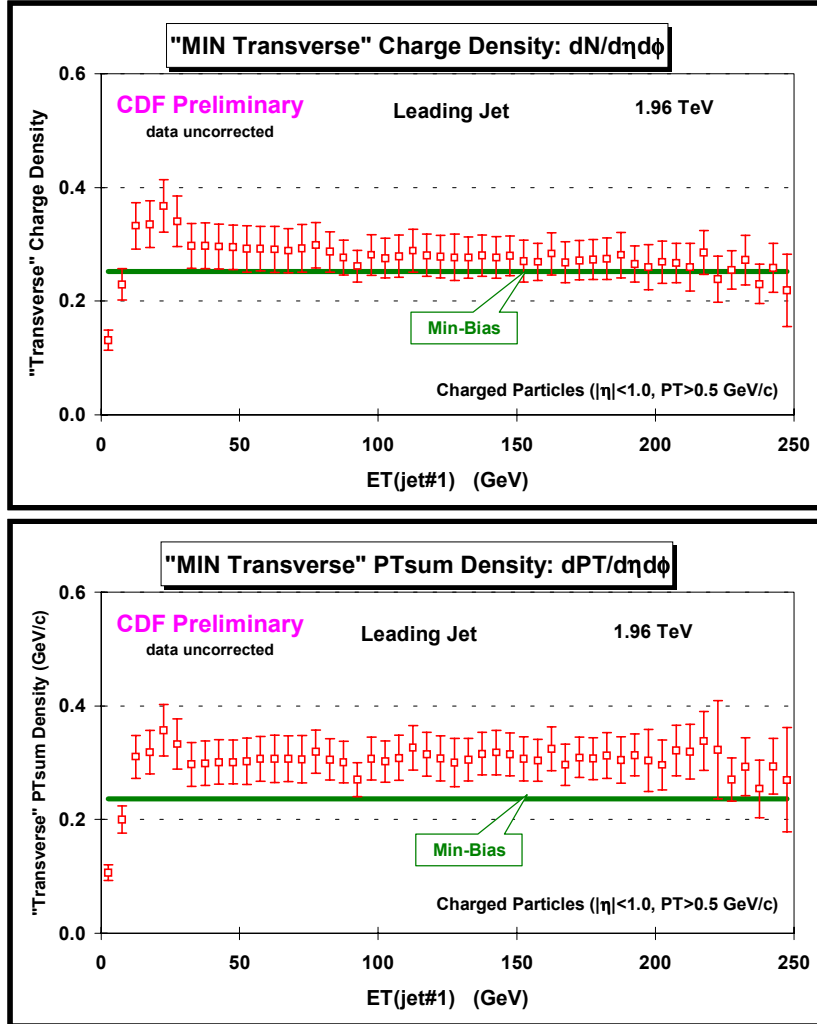 "MIN Transverse" Charge Density: dN/dηdϕ
0.6
CDF Preliminary
data uncorrected
Leading Jet
1.96 TeV
"Transverse" Charge Density
0.4
0.2
Min-Bias
Charged Particles (|η|<1.0, PT>0.5 GeV/c)
0.0
0 50 100 150 200 250
ET(jet#1) (GeV)
"MIN Transverse" PTsum Density: dPT/dηdϕ
0.6
CDF Preliminary
data uncorrected
Leading Jet
1.96 TeV
"Transverse" PTsum Density (GeV/c)
0.4
0.2
Min-Bias
Charged Particles (|η|<1.0, PT>0.5 GeV/c)
0.0
0 50 100 150 200 250
ET(jet#1) (GeV)